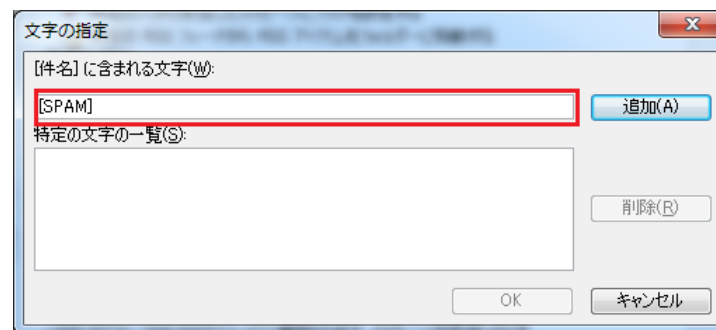 文字の指定
[件名] に含まれる文字(W):
[SPAM]
追加(A)
特定の文字の一覧(S):
削除(R)
OK
キャンセル